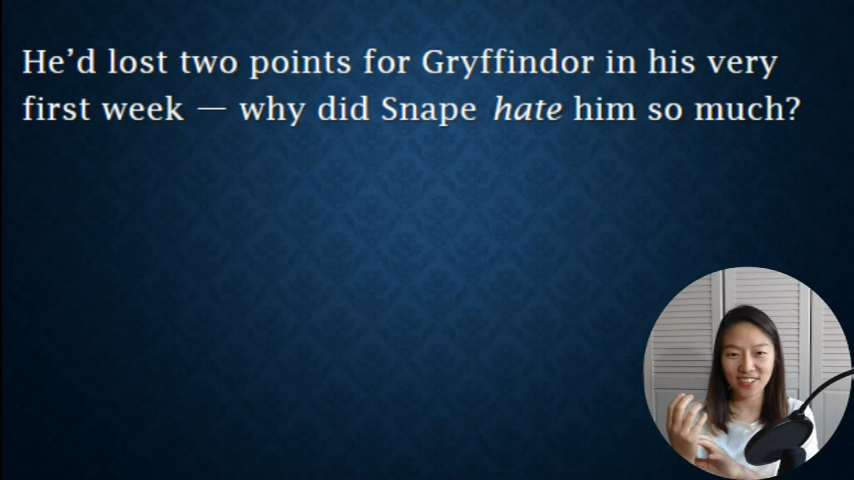 He’d lost two points for Gryffindor in his very
first week — why did Snape hate him so much?